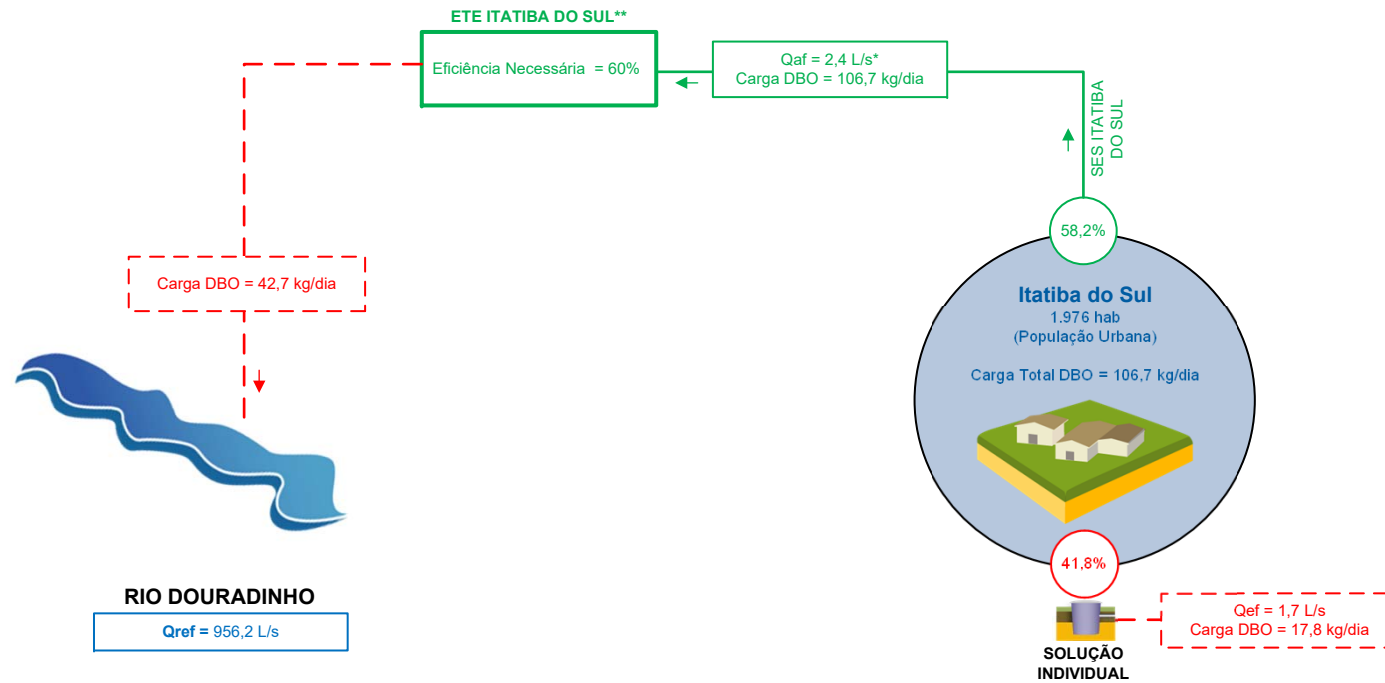 ETE ITATIBA DO SUL**
Eficiência Necessária  = 60%
Qaf = 2,4 L/s*
Carga DBO = 106,7 kg/dia
SES ITATIBA
DO SUL
58,2%
Carga DBO = 42,7 kg/dia
Itatiba do Sul
1.976 hab
(População Urbana)
Carga Total DBO = 106,7 kg/dia
41,8%
RIO DOURADINHO
Qref = 956,2 L/s
Qef = 1,7 L/s
Carga DBO = 17,8 kg/dia
SOLUÇÃO
INDIVIDUAL